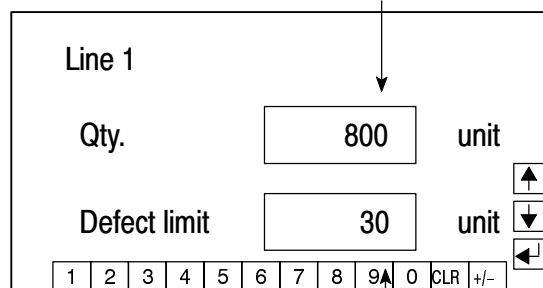 Line 1
Qty. 800 unit
Defect limit 30 unit
1 2 3 4 5 6 7 8 9 0 CLR +/-